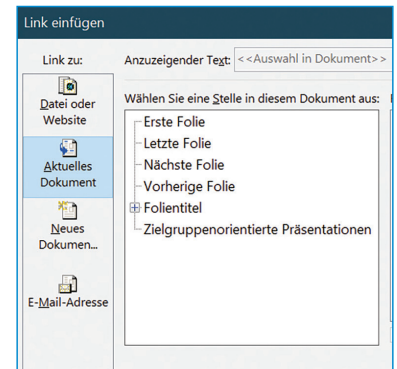 Link einfügen
Link zu:
Anzuzeigender Text: <<Auswahl in Dokument>>
Datei oder
Website
Aktuelles
Dokument
Neues
Dokumen...
E-Mail-Adresse
Wählen Sie eine Stelle in diesem Dokument aus:
Erste Folie
Letzte Folie
Nächste Folie
Vorherige Folie
Folientitel
Zielgruppenorientierte Präsentationen